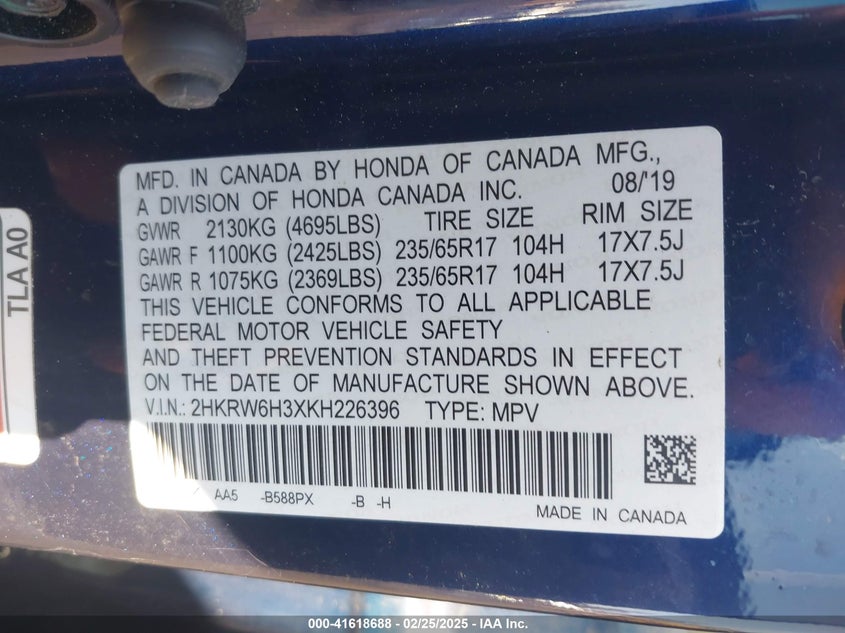 MFD. IN CANADA BY HONDA OF CANADA MFG.,
A DIVISION OF HONDA CANADA INC. 08/'19
GVWR 2130KG (4695LBS) TIRE SIZE RIM SIZE
GAWR F 1100KG (2425LBS) 235/65R17 104H 17X7.5J
GAWR R 1075KG (2369LBS) 235/65R17 104H 17X7.5J
THIS VEHICLE CONFORMS TO ALL APPLICABLE
FEDERAL MOTOR VEHICLE SAFETY
AND THEFT PREVENTION STANDARDS IN EFFECT
ON THE DATE OF MANUFACTURE SHOWN ABOVE.
V.I.N.: 2HKRW6H3XKH226396 TYPE: MPV
AA5 -B588PX -B -H
MADE IN CANADA
TLA A0
000-41618688 - 02/25/2025 - IAA Inc.